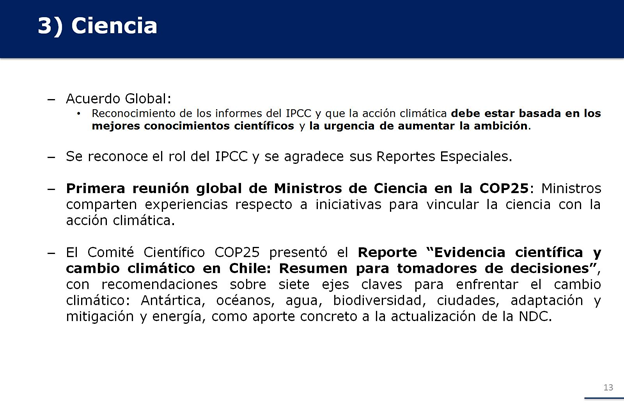 3) Ciencia
– Acuerdo Global:
• Reconocimiento de los informes del IPCC y que la acción climática debe estar basada en los
mejores conocimientos científicos y la urgencia de aumentar la ambición.
– Se reconoce el rol del IPCC y se agradece sus Reportes Especiales.
– Primera reunión global de Ministros de Ciencia en la COP25: Ministros
comparten experiencias respecto a iniciativas para vincular la ciencia con la
acción climática.
– El Comité Científico COP25 presentó el Reporte “Evidencia científica y
cambio climático en Chile: Resumen para tomadores de decisiones”,
con recomendaciones sobre siete ejes claves para enfrentar el cambio
climático: Antártica, océanos, agua, biodiversidad, ciudades, adaptación y
mitigación y energía, como aporte concreto a la actualización de la NDC.
13